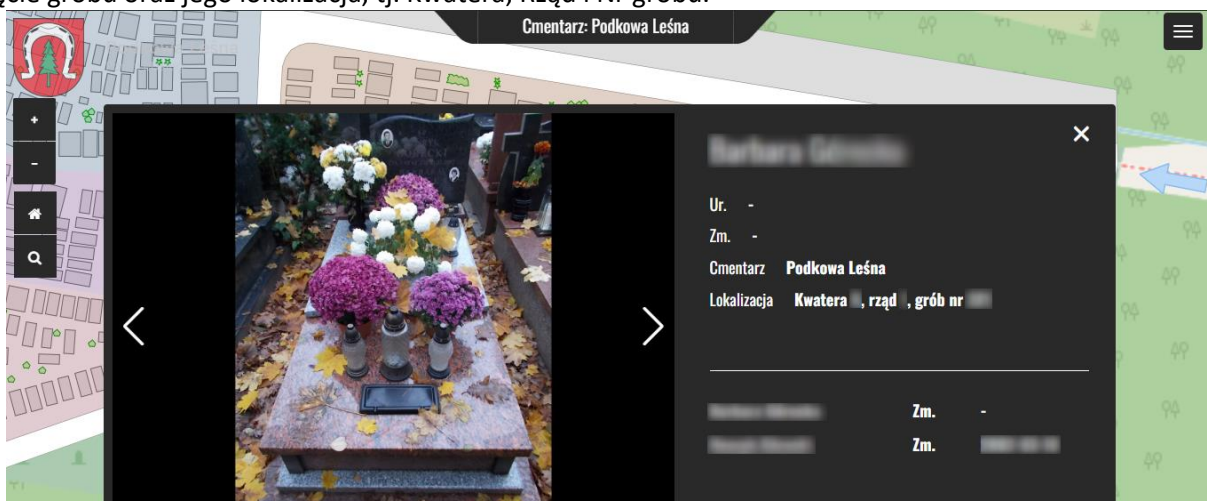 grobu oraz jego lokalizacja, tj. Kwatera, Rząd i Nr grobu.
Cmentarz: Podkowa Leśna
+
-
Ur. -
Zm. -
Cmentarz Podkowa Leśna
Lokalizacja Kwatera , rząd , grób nr
Zm. -
Zm.